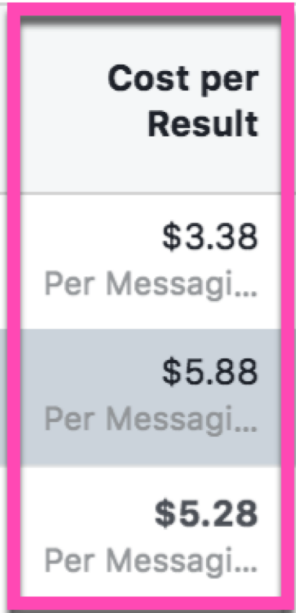 Cost per
Result
$3.38
Per Messagi...
$5.88
Per Messagi...
$5.28
Per Messagi...